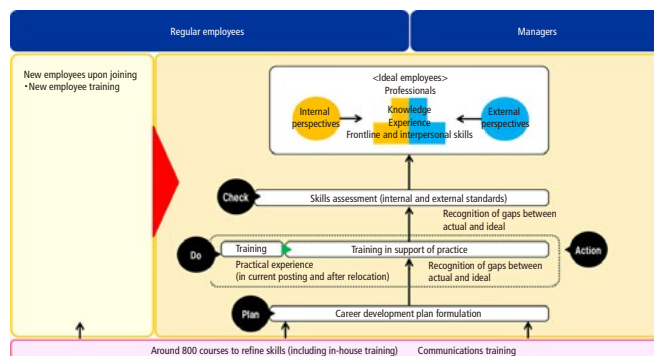 Regular employees
Managers
New employees upon joining
・New employee training
<Ideal employees>
Professionals
Internal
perspectives
Knowledge
Experience
Frontline and interpersonal skills
External
perspectives
Check
Skills assessment (internal and external standards)
Recognition of gaps between
actual and ideal
Do
Training
Training in support of practice
Action
Practical experience
(in current posting and after relocation)
Recognition of gaps between
actual and ideal
Plan
Career development plan formulation
Around 800 courses to refine skills (including in-house training)
Communications training